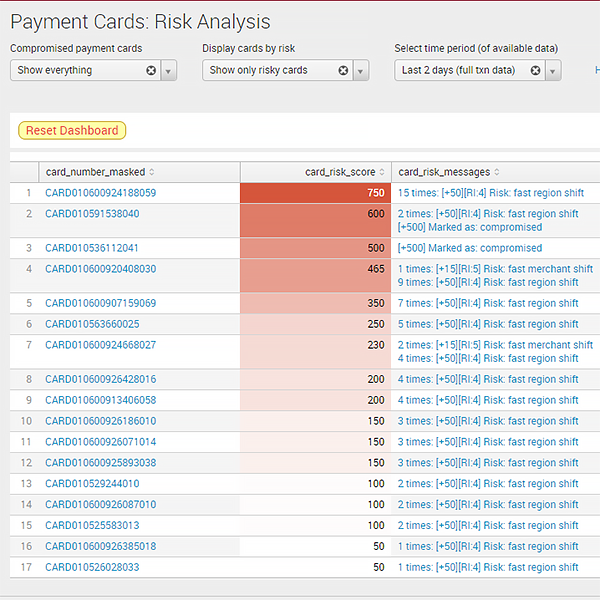 Payment Cards: Risk Analysis
Compromised payment cards Display cards by risk Select time period (of available data)
Show everything Show only risky cards Last 2 days (full txn data)
Reset Dashboard
card_number_masked card_risk_score card_risk_messages
1 CARD010600924188059 750 15 times: [+50][RI:4] Risk: fast region shift
2 CARD010591538040 600 2 times: [+50][RI:4] Risk: fast region shift
[+500] Marked as: compromised
3 CARD010536112041 500 [+500] Marked as: compromised
4 CARD010600920408030 465 1 times: [+15][RI:5] Risk: fast merchant shift
9 times: [+50][RI:4] Risk: fast region shift
5 CARD010600907159069 350 7 times: [+50][RI:4] Risk: fast region shift
6 CARD010563660025 250 5 times: [+50][RI:4] Risk: fast region shift
7 CARD010600924668027 230 2 times: [+15][RI:5] Risk: fast merchant shift
4 times: [+50][RI:4] Risk: fast region shift
8 CARD010600926428016 200 4 times: [+50][RI:4] Risk: fast region shift
9 CARD010600913406058 200 4 times: [+50][RI:4] Risk: fast region shift
10 CARD010600926186010 150 3 times: [+50][RI:4] Risk: fast region shift
11 CARD010600926071014 150 3 times: [+50][RI:4] Risk: fast region shift
12 CARD010600925893038 150 3 times: [+50][RI:4] Risk: fast region shift
13 CARD010529244010 100 2 times: [+50][RI:4] Risk: fast region shift
14 CARD010600926087010 100 2 times: [+50][RI:4] Risk: fast region shift
15 CARD010525583013 100 2 times: [+50][RI:4] Risk: fast region shift
16 CARD010600926385018 50 1 times: [+50][RI:4] Risk: fast region shift
17 CARD010526028033 50 1 times: [+50][RI:4] Risk: fast region shift